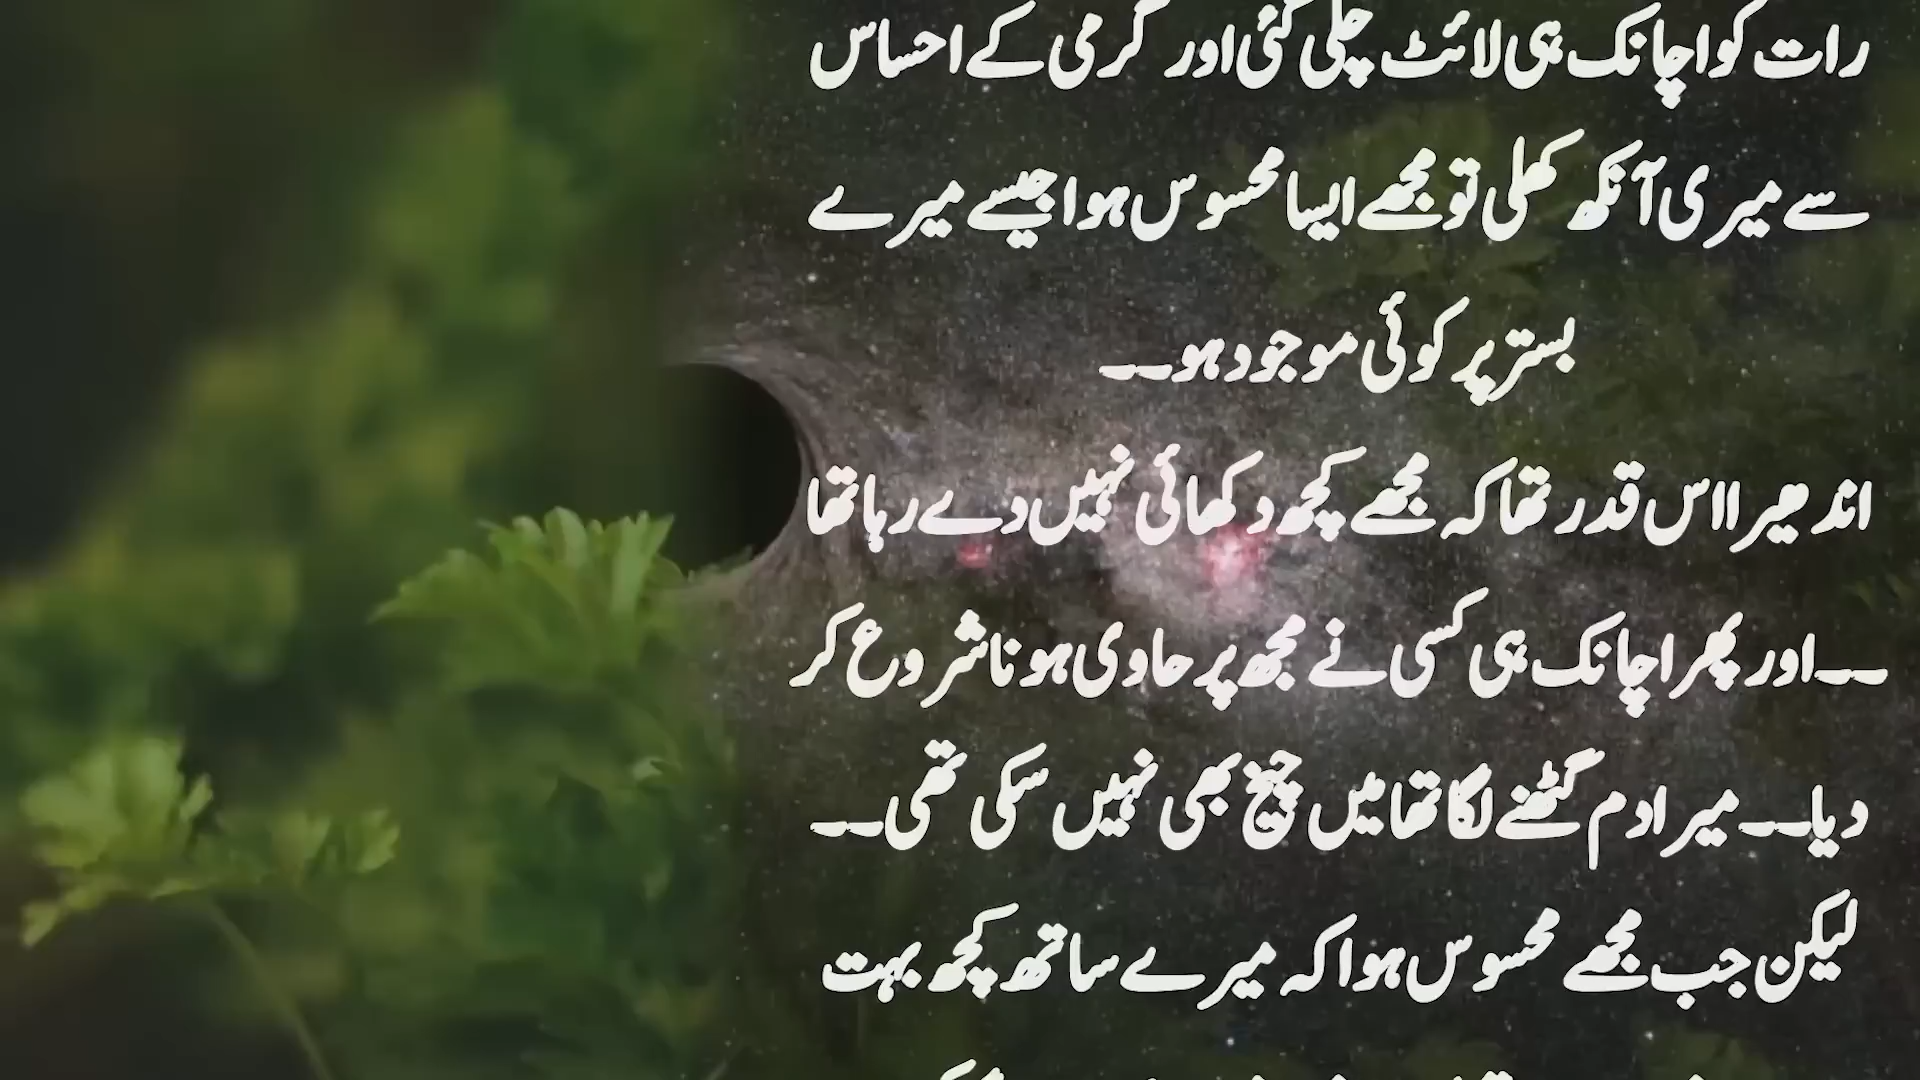 رات کو اچانک ہی لائٹ چلی گئی اور گرمی کے احساس
سے میری آنکھ کھلی تو مجھے ایسا محسوس ہوا جیسے میرے
بستر پر کوئی موجود ہو۔۔
اندھیرا اس قدر تھا کہ مجھے کچھ دکھائی نہیں دے رہا تھا
۔۔اور پھر اچانک ہی کسی نے مجھ پر حاوی ہونا شروع کر
دیا۔۔میرا دم گٹھنے لگا تھا میں چیخ بھی نہیں سکی تھی۔۔
لیکن جب مجھے محسوس ہوا کہ میرے ساتھ کچھ بہت